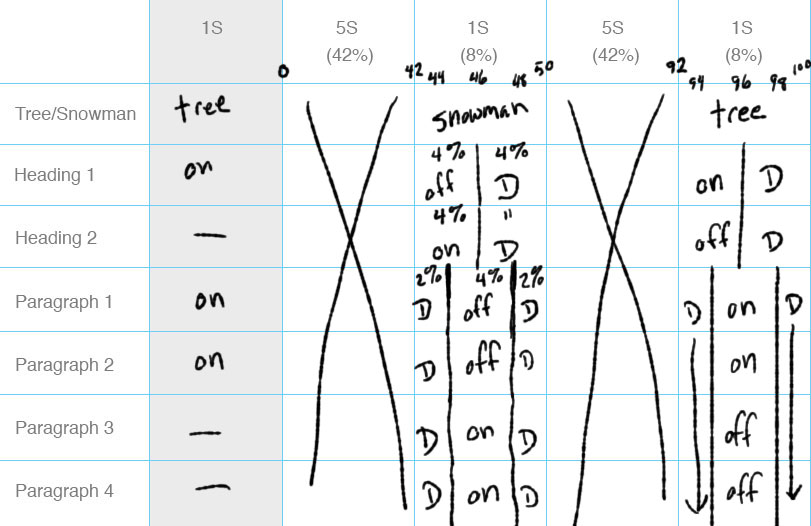 1S 5S 1S 5S 1S
(42%) (8%) (42%) (8%)
0 42 44 46 48 50 92 94 96 98 100
Tree/Snowman tree snowman tree
4% 4%
Heading 1 on off D on D
4% "
Heading 2 — on D off D
2% 4% 2%
Paragraph 1 on D off D D on D
Paragraph 2 on D off D on
Paragraph 3 — D on D off
Paragraph 4 — D on D off